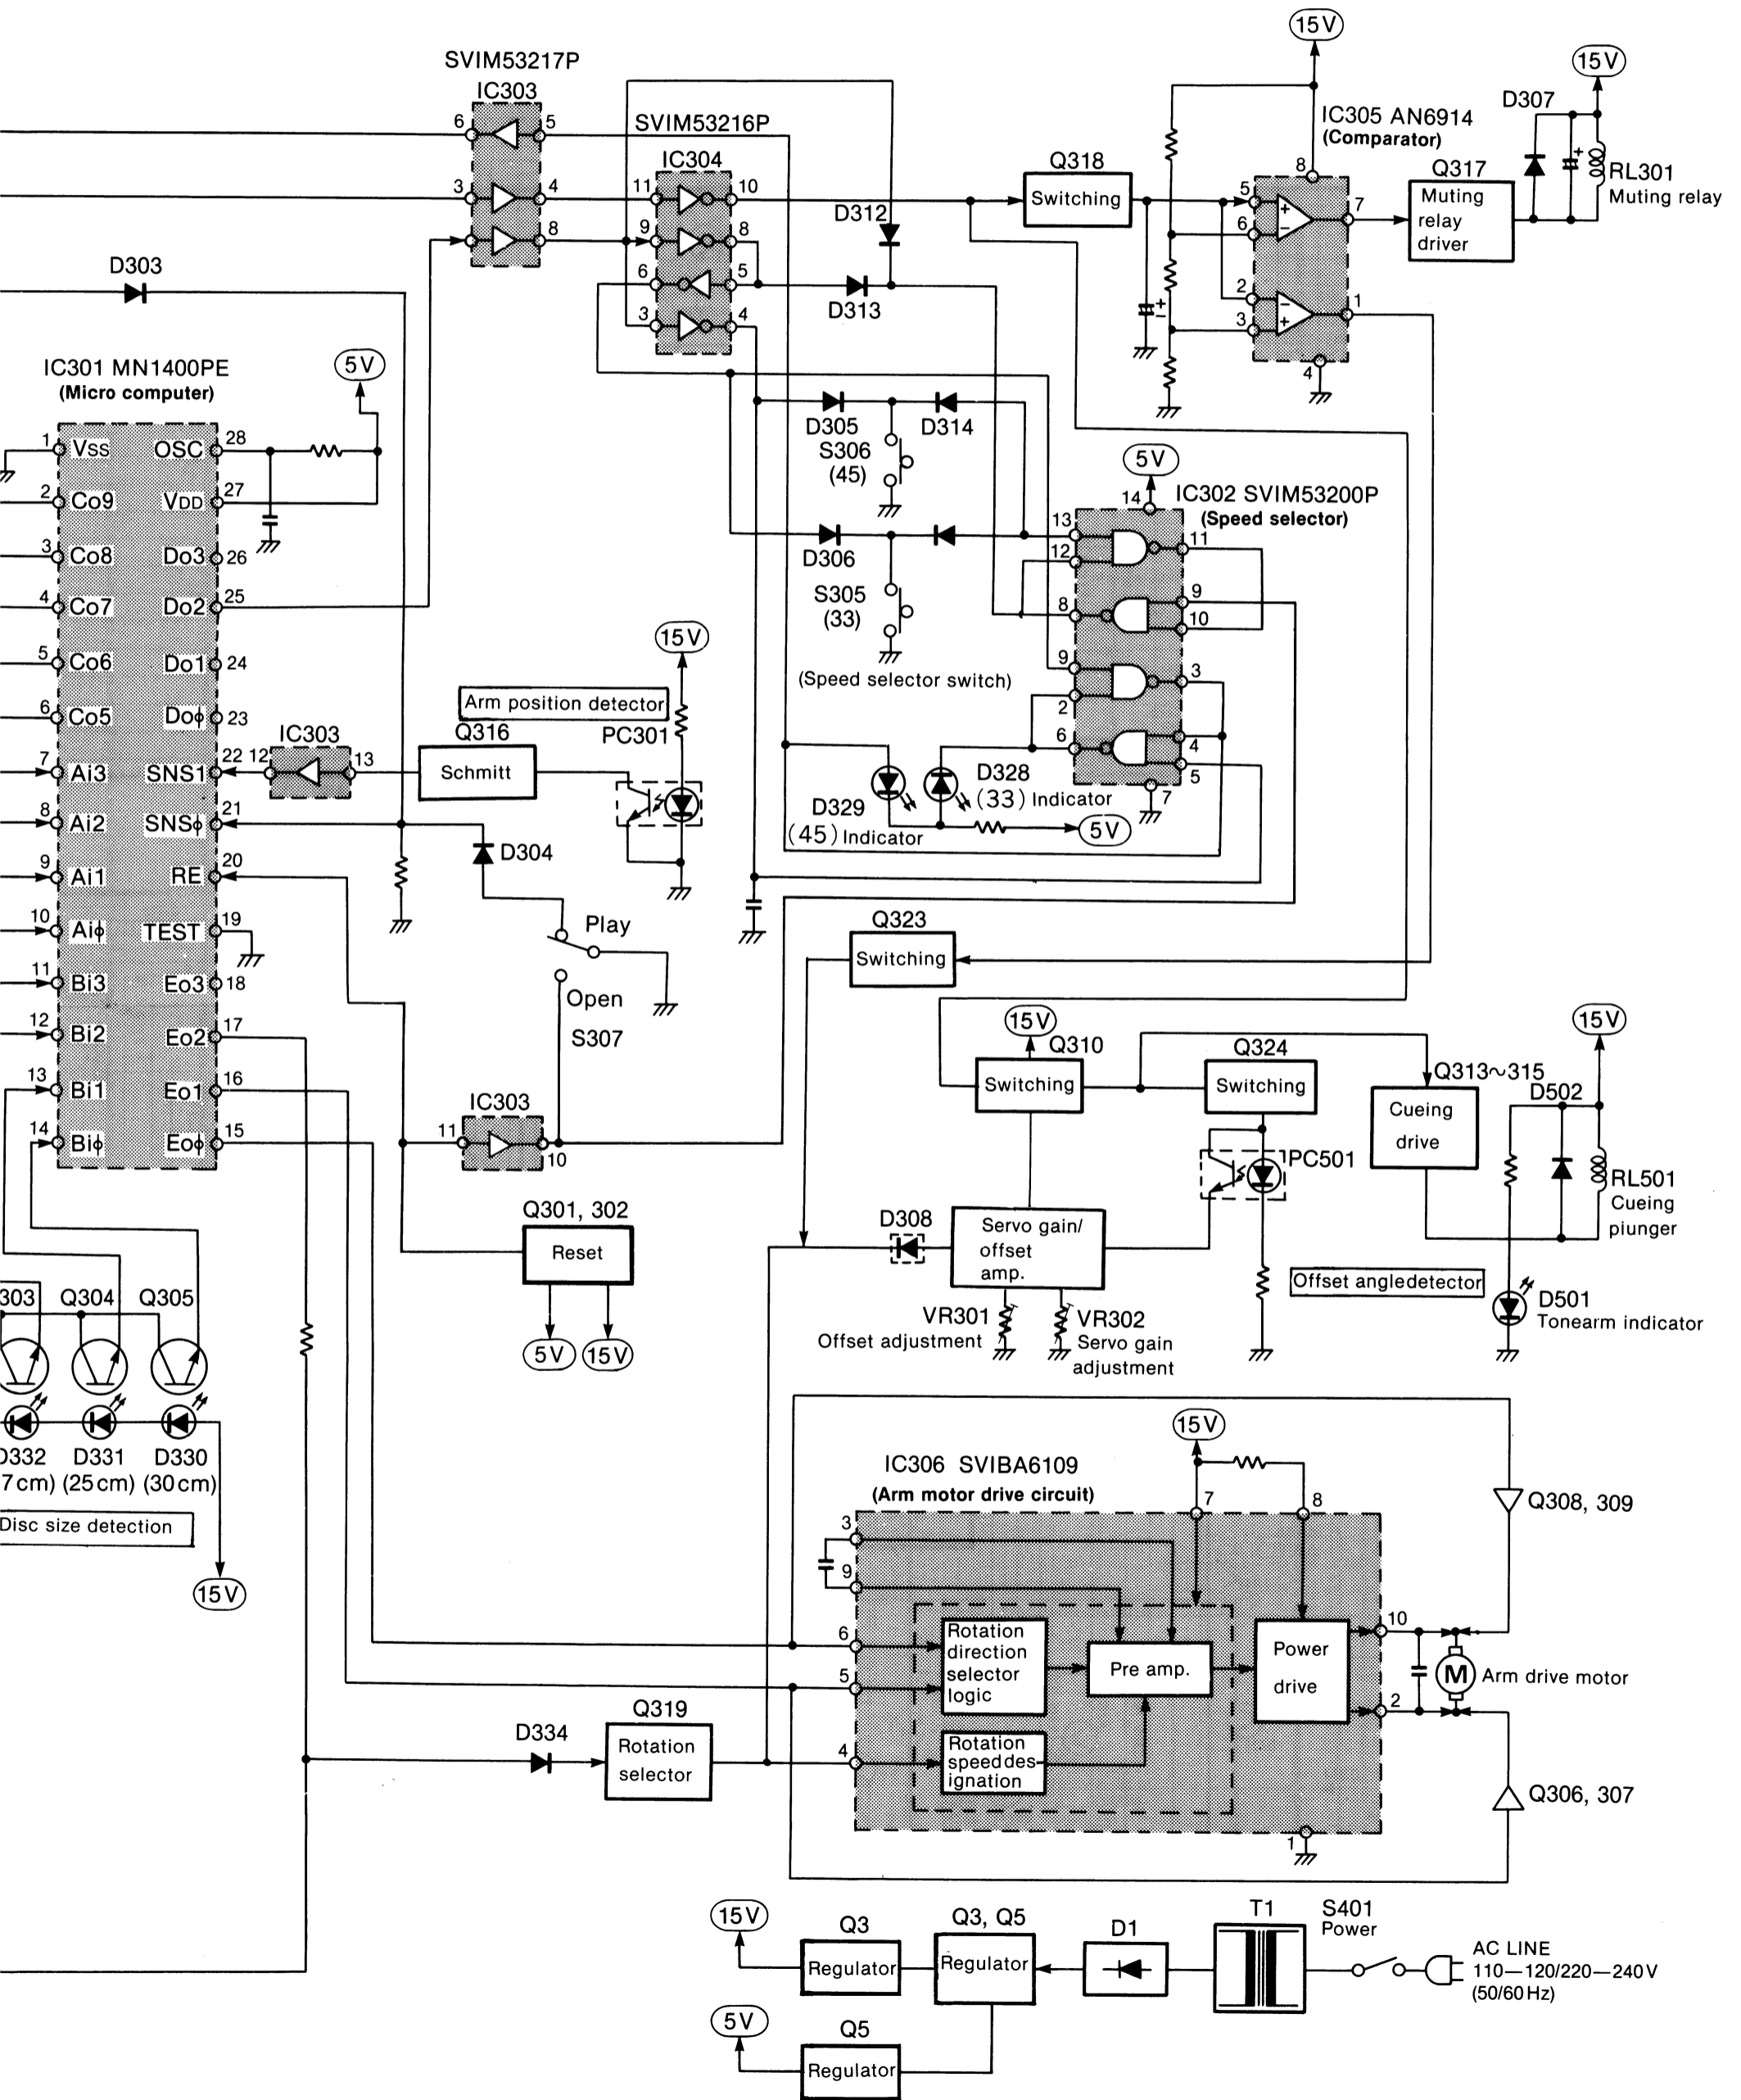 15V
SVIM53217P
IC303
6
5
3
4
8
SVIM53216P
IC304
11
10
9
8
6
5
3
4
D312
D313
Q318
Switching
IC305 AN6914
(Comparator)
8
5
6
7
2
3
1
4
Q317
Muting
relay
driver
D307
15V
RL301
Muting relay
D303
IC301 MN1400PE
(Micro computer)
5V
1 Vss OSC 28
2 Co9 VDD 27
3 Co8 Do3 26
4 Co7 Do2 25
5 Co6 Do1 24
6 Co5 Doϕ 23
7 Ai3 SNS1 22
8 Ai2 SNSϕ 21
9 Ai1 RE 20
10 Aiϕ TEST 19
11 Bi3 Eo3 18
12 Bi2 Eo2 17
13 Bi1 Eo1 16
14 Biϕ Eoϕ 15
D305
D314
S306
(45)
D306
S305
(33)
(Speed selector switch)
5V
14
IC302 SVIM53200P
(Speed selector)
13
12
11
9
10
8
9
2
3
6
4
5
7
D328
(33) Indicator
D329
(45) Indicator
5V
15V
Arm position detector
PC301
IC303
12
13
Q316
Schmitt
D304
Play
Open
S307
IC303
11
10
Q301, 302
Reset
5V
15V
Q323
Switching
15V
Q310
Switching
Q324
Switching
Q313~315
Cueing
drive
D502
15V
RL501
Cueing
piunger
PC501
D308
Servo gain/
offset
amp.
VR301
Offset adjustment
VR302
Servo gain
adjustment
Offset angledetector
D501
Tonearm indicator
303
Q304
Q305
D332
D331
D330
7cm)
(25cm)
(30cm)
Disc size detection
15V
15V
IC306 SVIBA6109
(Arm motor drive circuit)
7
8
3
9
6
5
4
Rotation
direction
selector
logic
Pre amp.
Power
drive
Rotation
speeddes-
ignation
10
2
1
M
Arm drive motor
Q308, 309
Q306, 307
D334
Q319
Rotation
selector
15V
Q3
Regulator
Q3, Q5
Regulator
D1
T1
S401
Power
AC LINE
110—120/220—240V
(50/60Hz)
5V
Q5
Regulator